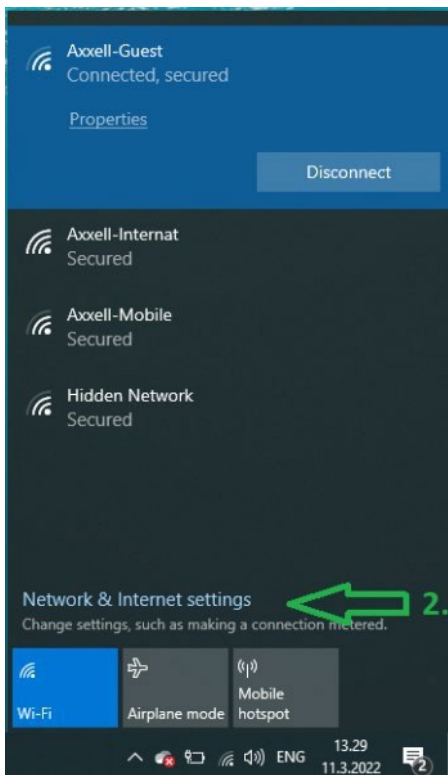 Axxell-Guest
Connected, secured
Properties
Disconnect
Axxell-Internat
Secured
Axxell-Mobile
Secured
Hidden Network
Secured
Network & Internet settings
2.
Change settings, such as making a connection metered.
Wi-Fi
Airplane mode
Mobile
hotspot
ENG
13.29
11.3.2022
2